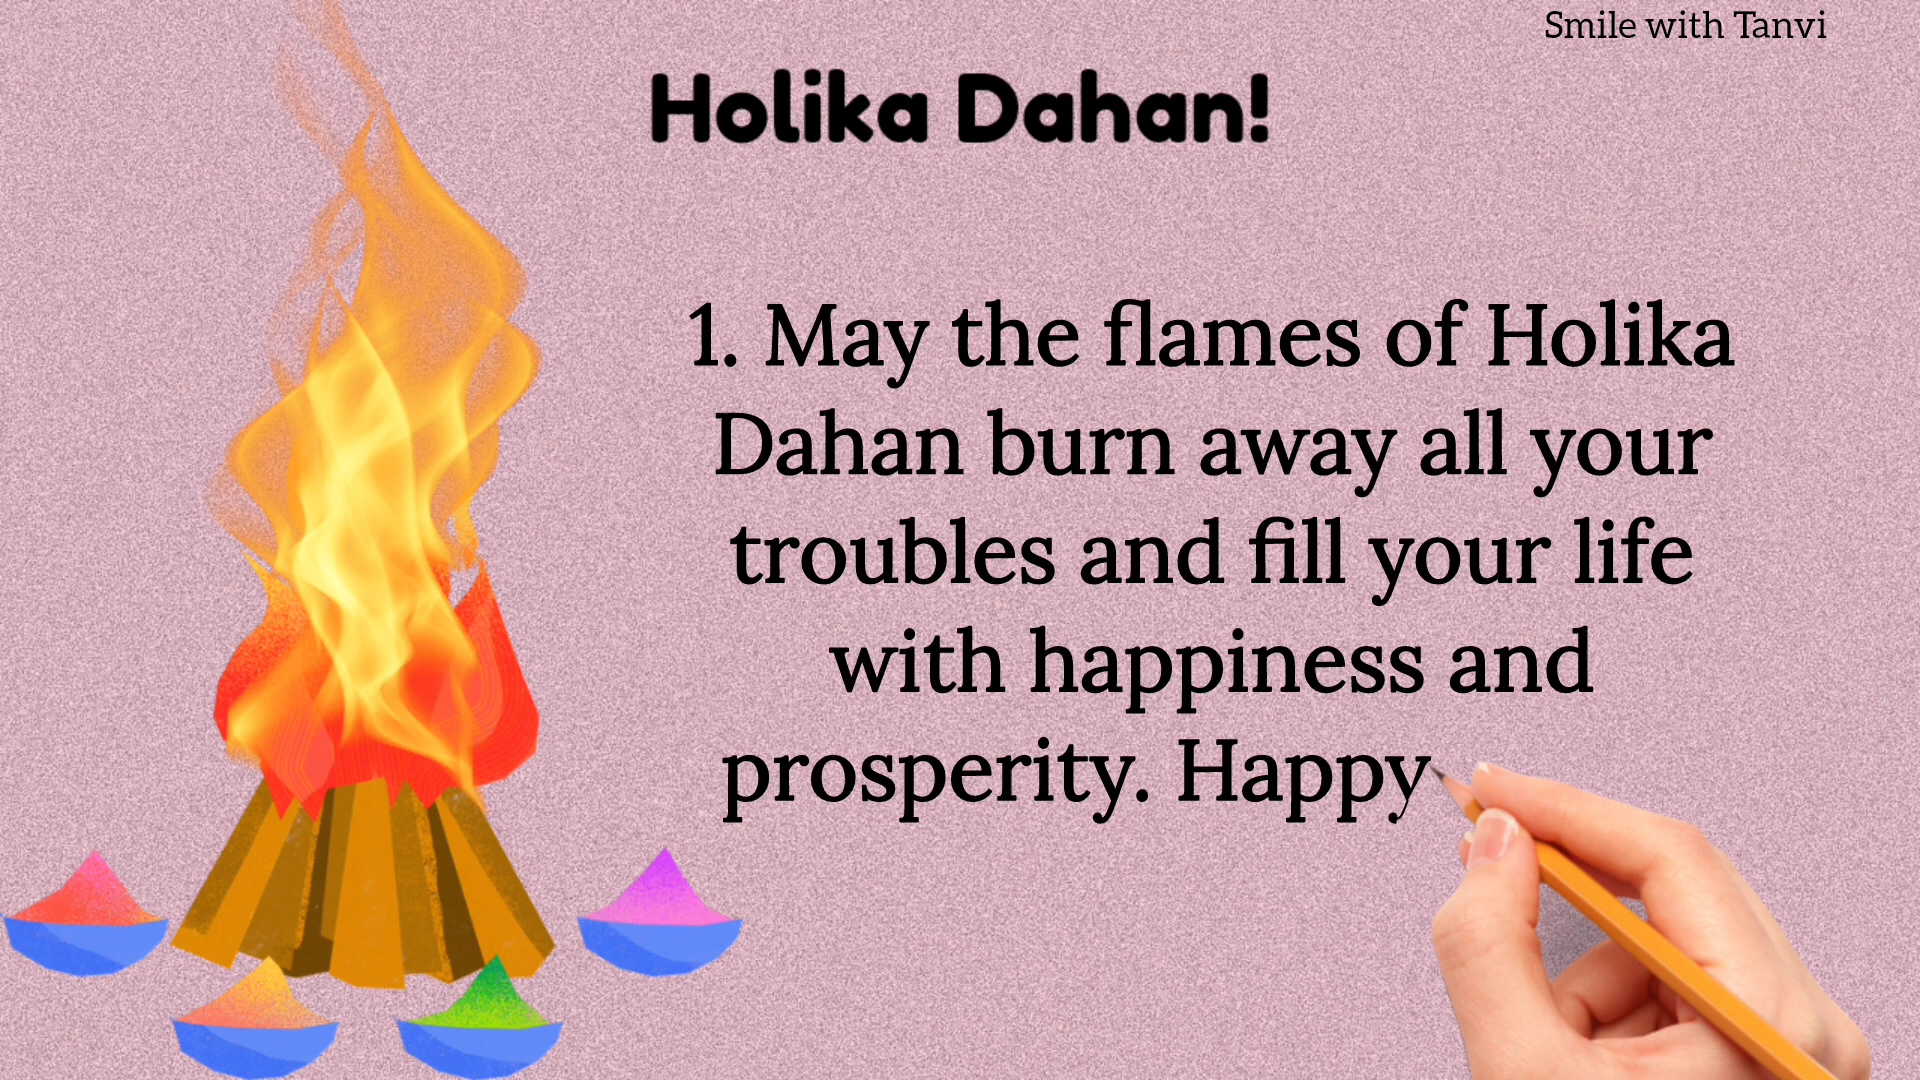 Smile with Tanvi
Holika Dahan!
1. May the flames of Holika
Dahan burn away all your
troubles and fill your life
with happiness and
prosperity. Happy